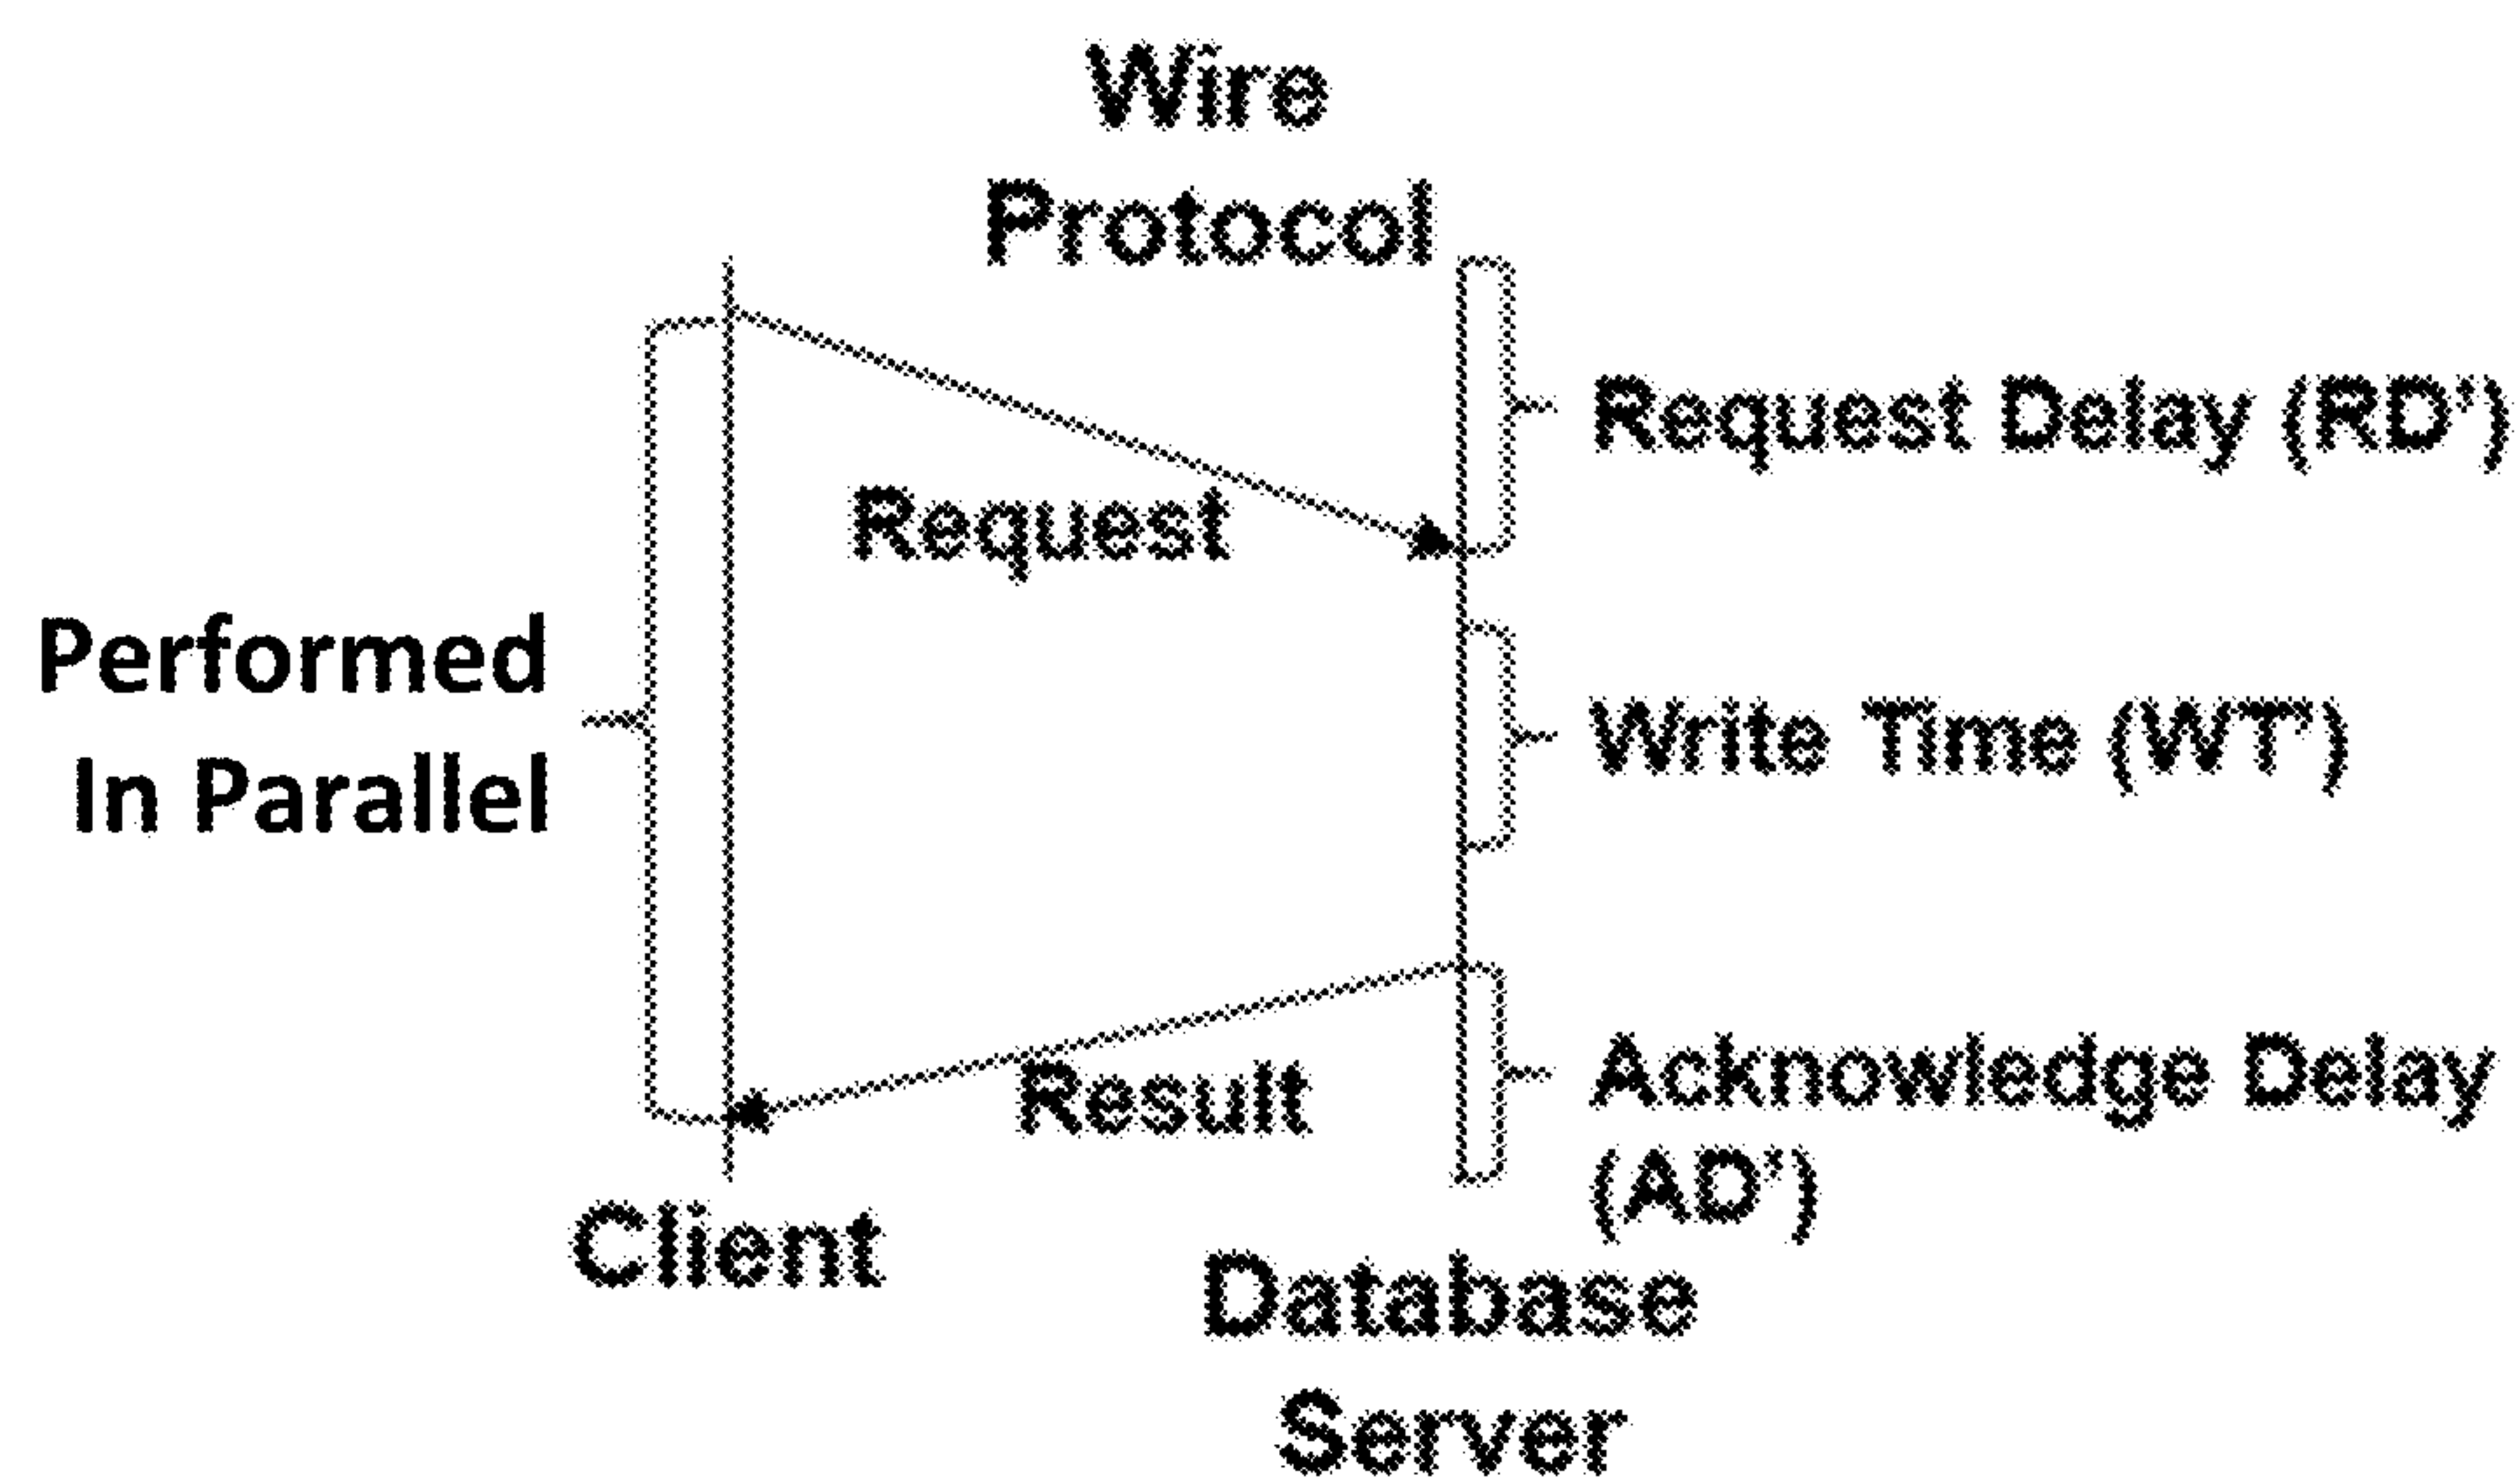 Wire
Protocol
Request Delay (RD')
Request
Performed
In Parallel
Write Time (WT')
Result
Acknowledge Delay
(AD')
Client
Database
Server